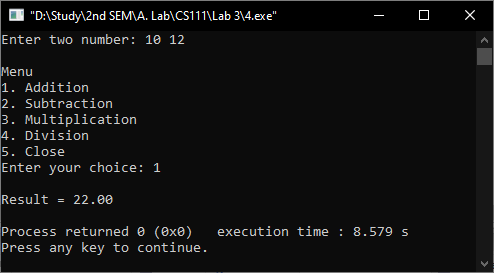 "D:\Study\2nd SEM\A. Lab\CS111\Lab 3\4.exe"
Enter two number: 10 12
Menu
1. Addition
2. Subtraction
3. Multiplication
4. Division
5. Close
Enter your choice: 1
Result = 22.00
Process returned 0 (0x0)   execution time : 8.579 s
Press any key to continue.